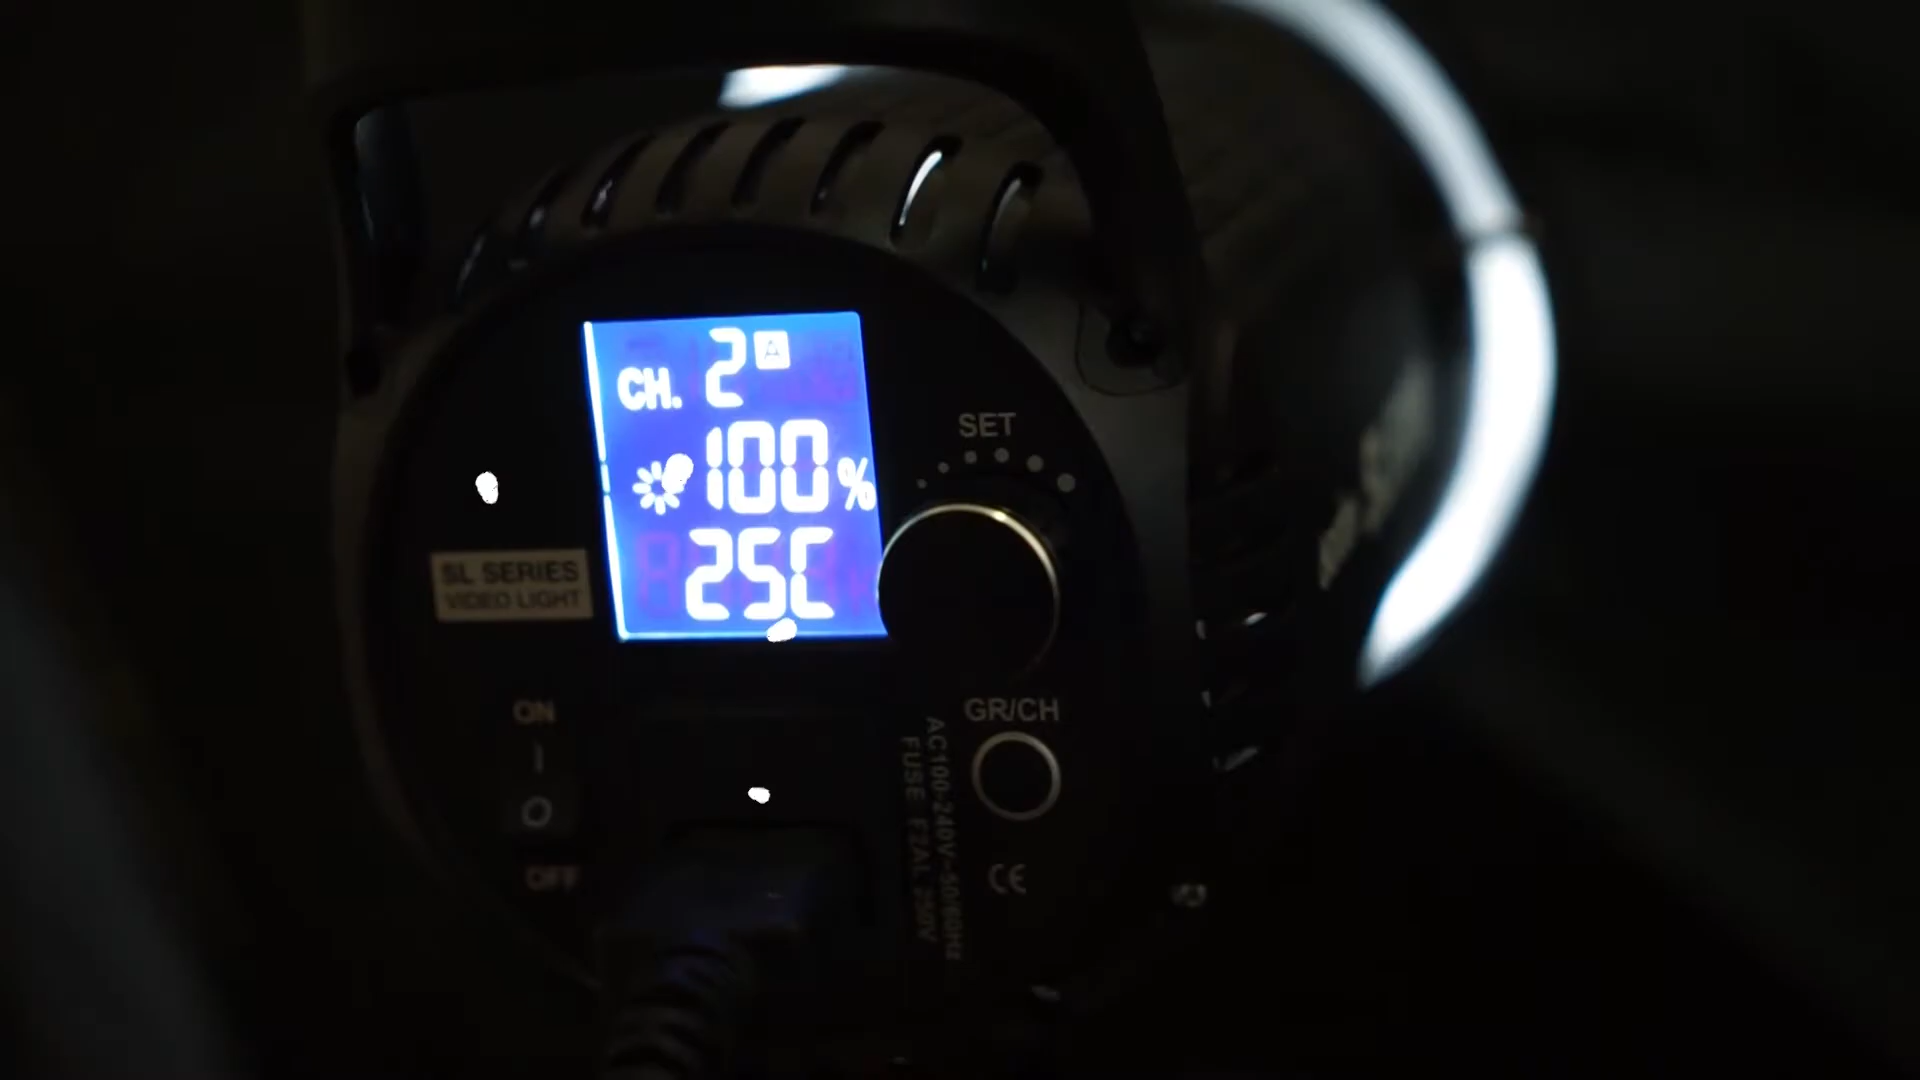 CH. 2 A
100%
25C
SET
SL SERIES
VIDEO LIGHT
ON
I
O
OFF
GR/CH
AC100-240V~50/60Hz
FUSE F2AL 250V
CE